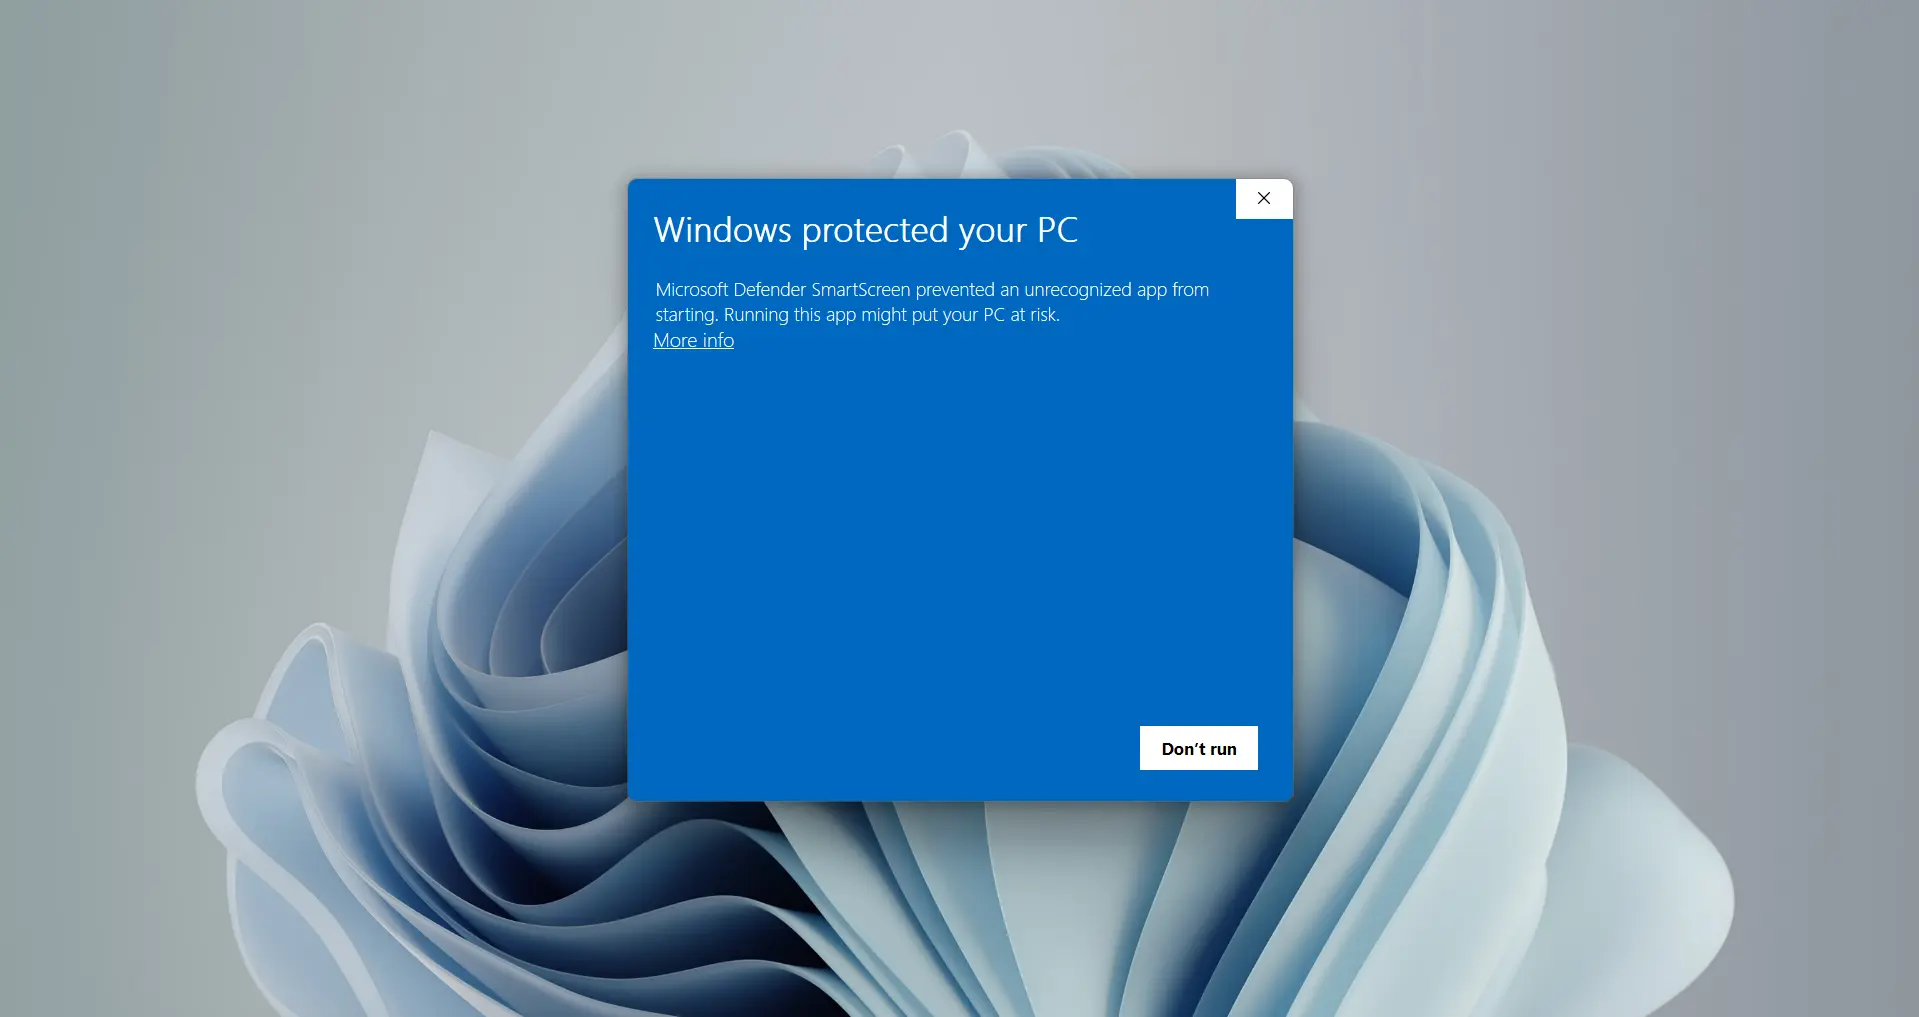 Windows protected your PC
Microsoft Defender SmartScreen prevented an unrecognized app from
starting. Running this app might put your PC at risk.
More info
Don’t run